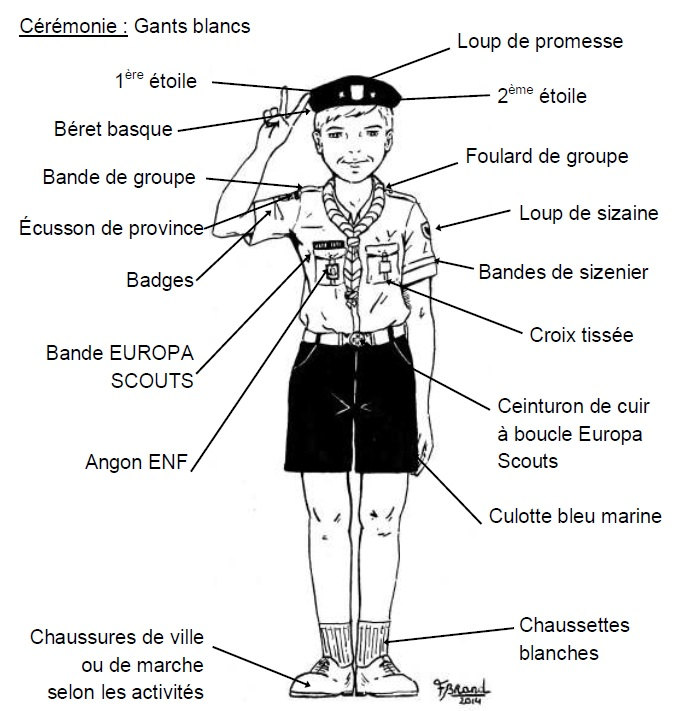 Cérémonie : Gants blancs
Loup de promesse
1ère étoile
2ème étoile
Béret basque
Foulard de groupe
Bande de groupe
Loup de sizaine
Écusson de province
Bandes de sizenier
Badges
Croix tissée
Bande EUROPA
SCOUTS
Ceinturon de cuir
à boucle Europa
Scouts
Angon ENF
Culotte bleu marine
Chaussures de ville
ou de marche
selon les activités
Chaussettes
blanches
F.BRAND
2014